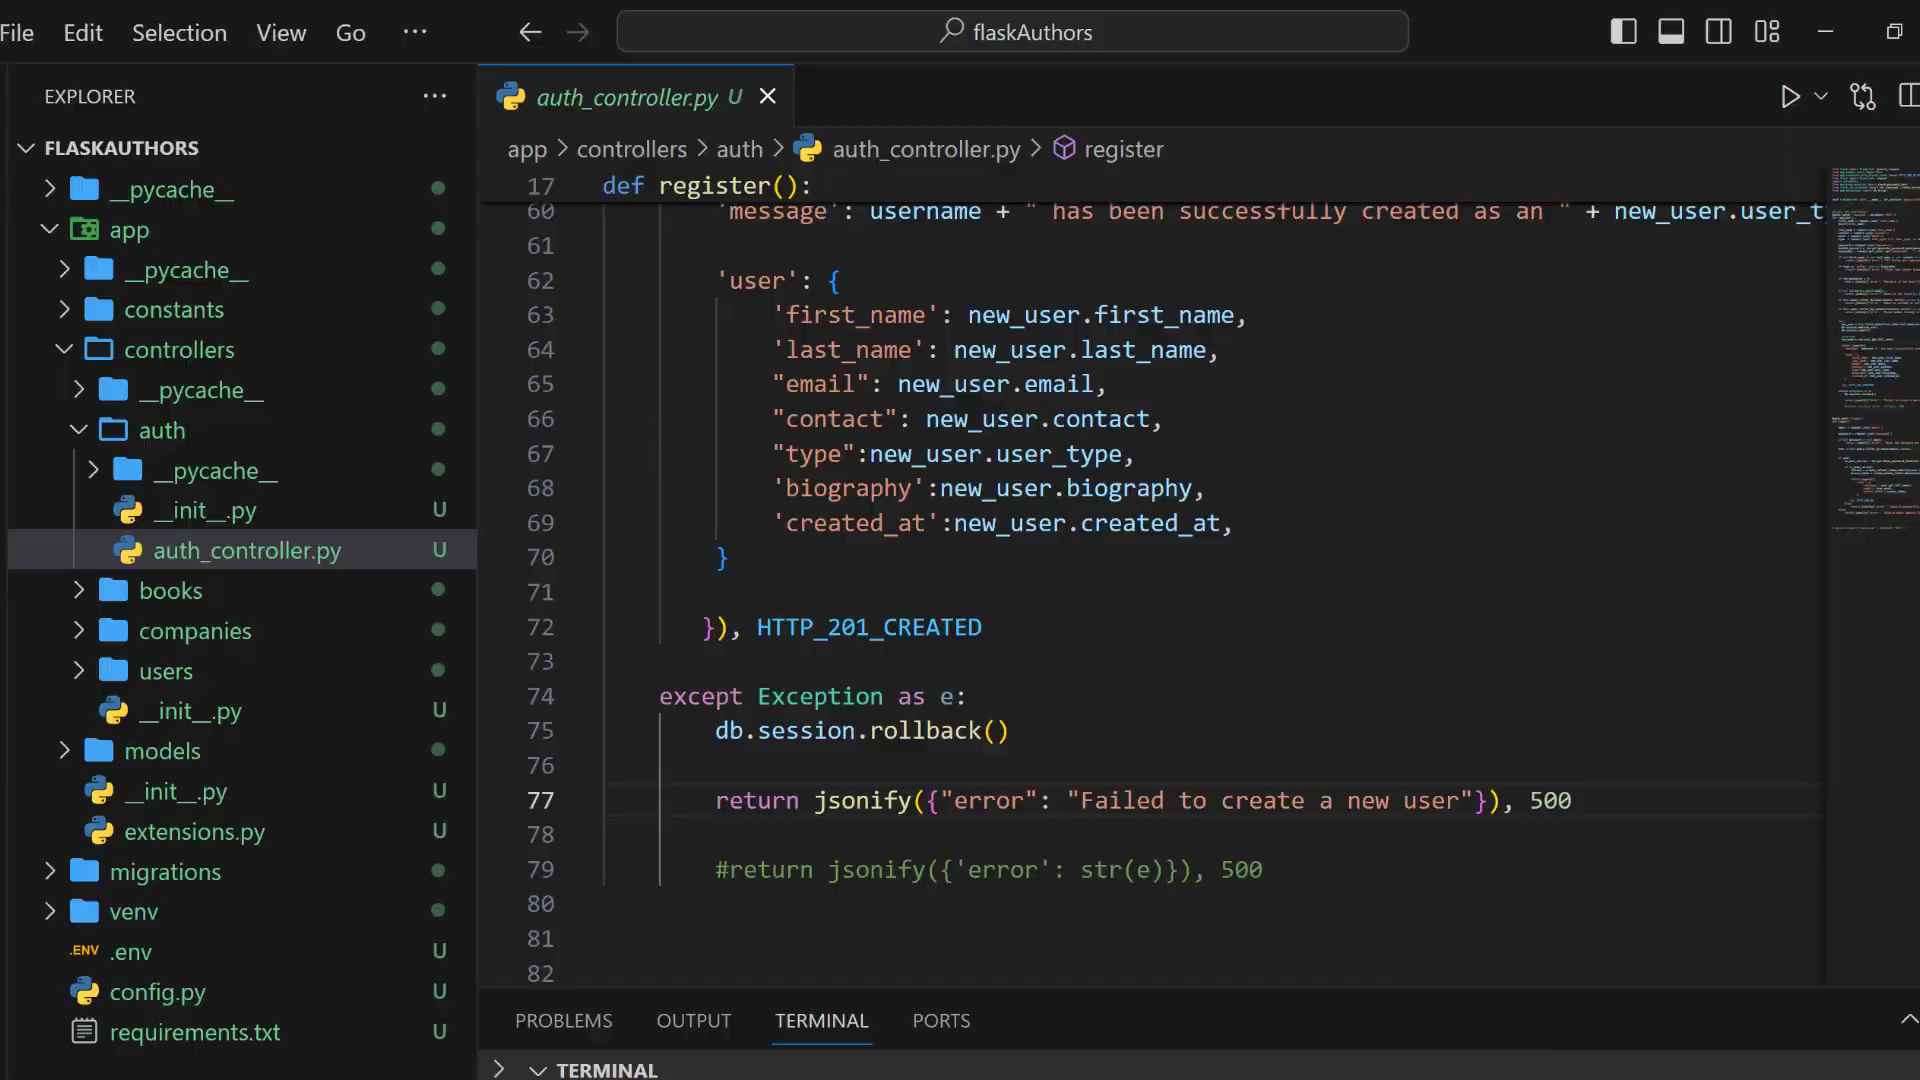 File Edit Selection View Go ···
flaskAuthors
EXPLORER ···
FLASKAUTHORS
__pycache__
app
__pycache__
constants
controllers
__pycache__
auth
__pycache__
__init__.py U
auth_controller.py U
books
companies
users
__init__.py U
models
__init__.py U
extensions.py U
migrations
venv
.ENV .env U
config.py U
requirements.txt U
auth_controller.py U
app > controllers > auth > auth_controller.py > register
17 def register():
60 'message': username + " has been successfully created as an " + new_user.user_t
61
62 'user': {
63 'first_name': new_user.first_name,
64 'last_name': new_user.last_name,
65 "email": new_user.email,
66 "contact": new_user.contact,
67 "type":new_user.user_type,
68 'biography':new_user.biography,
69 'created_at':new_user.created_at,
70 }
71
72 }), HTTP_201_CREATED
73
74 except Exception as e:
75 db.session.rollback()
76
77 return jsonify({"error": "Failed to create a new user"}), 500
78
79 #return jsonify({'error': str(e)}), 500
80
81
82
PROBLEMS OUTPUT TERMINAL PORTS
TERMINAL